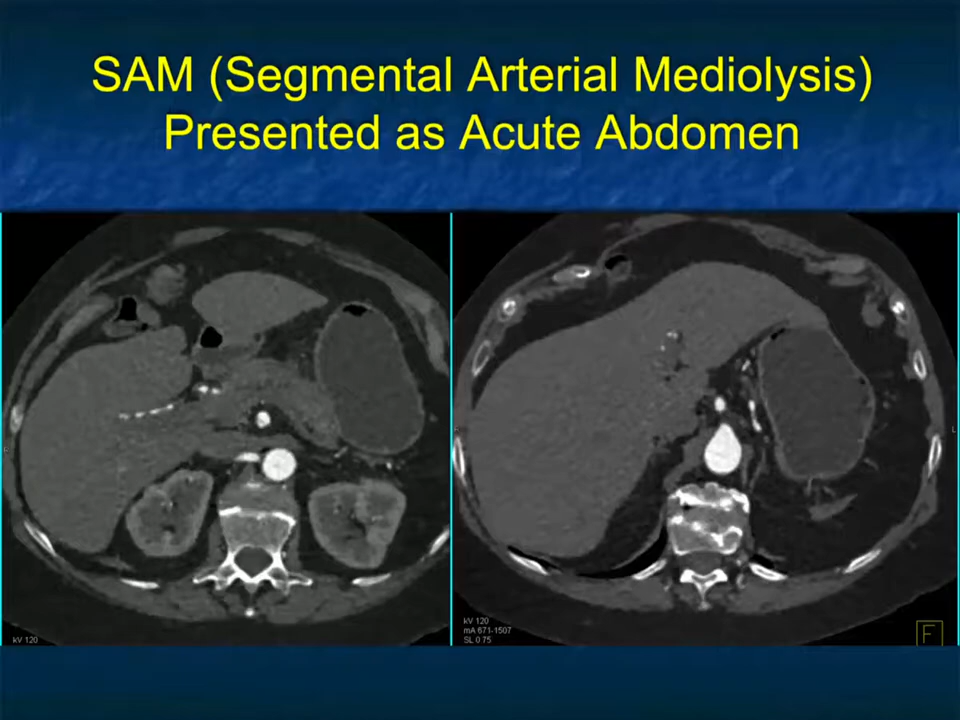 SAM (Segmental Arterial Mediolysis)
Presented as Acute Abdomen
R
L
kV 120
kV 120
mA 671-1507
SL 0.75
F